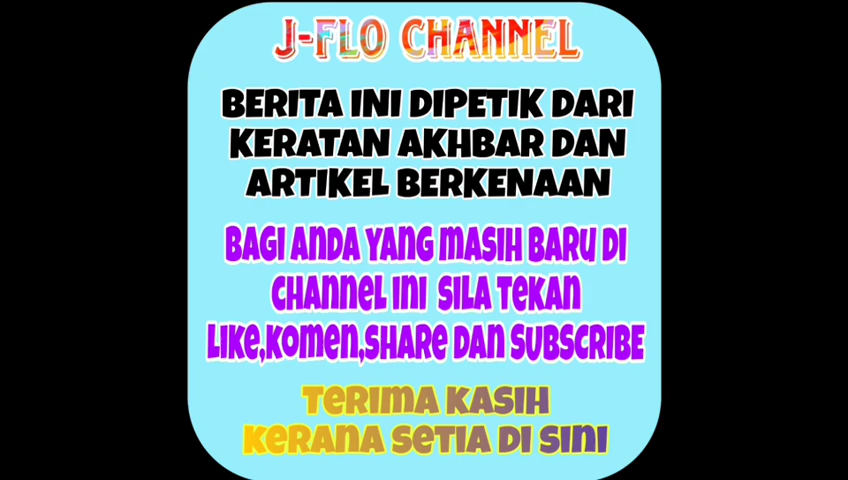 J-FLO CHANNEL
BERITA INI DIPETIK DARI
KERATAN AKHBAR DAN
ARTIKEL BERKENAAN
BAGI ANDA YANG MASIH BARU DI
CHANNEL INI SILA TEKAN
LIKE,KOMEN,SHARE DAN SUBSCRIBE
TERIMA KASIH
KERANA SETIA DI SINI